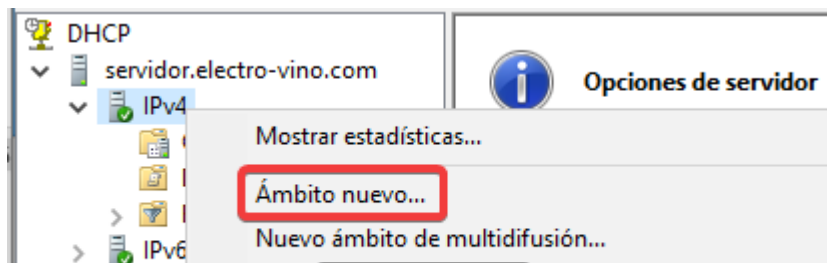 DHCP
servidor.electro-vino.com
Opciones de servidor
IPv4
Mostrar estadísticas...
Ámbito nuevo...
Nuevo ámbito de multidifusión...
IPv6